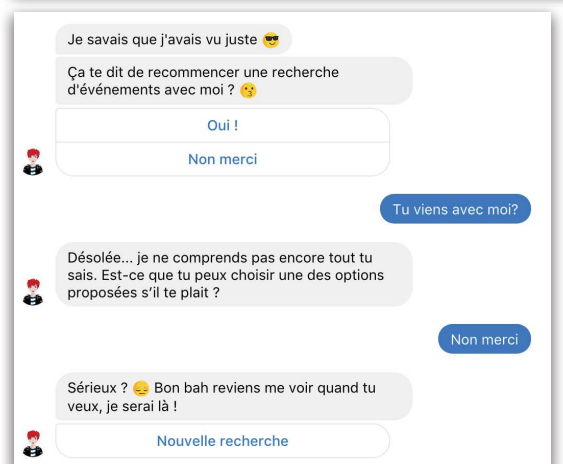 Je savais que j'avais vu juste 😎
Ça te dit de recommencer une recherche
d'événements avec moi ? 😗
Oui !
Non merci
Tu viens avec moi?
Désolée... je ne comprends pas encore tout tu
sais. Est-ce que tu peux choisir une des options
proposées s’il te plait ?
Non merci
Sérieux ? 😞 Bon bah reviens me voir quand tu
veux, je serai là !
Nouvelle recherche